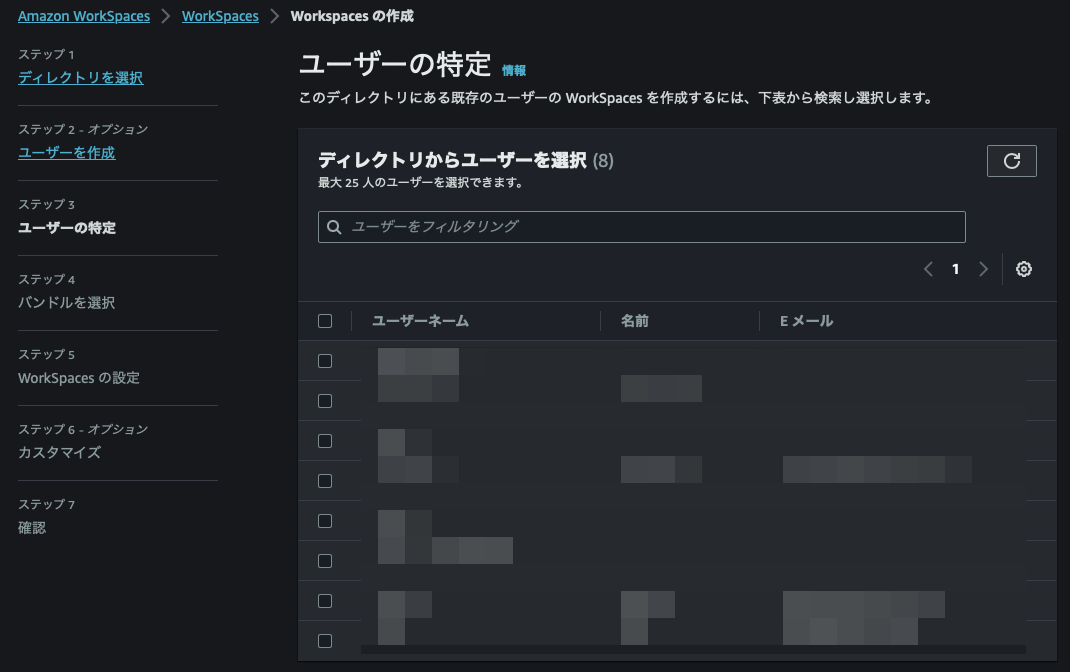 Amazon WorkSpaces > WorkSpaces > Workspaces の作成
ステップ 1
ディレクトリを選択
ステップ 2 - オプション
ユーザーを作成
ステップ 3
ユーザーの特定
ステップ 4
バンドルを選択
ステップ 5
WorkSpaces の設定
ステップ 6 - オプション
カスタマイズ
ステップ 7
確認
ユーザーの特定 情報
このディレクトリにある既存のユーザーの WorkSpaces を作成するには、下表から検索し選択します。
ディレクトリからユーザーを選択 (8)
最大 25 人のユーザーを選択できます。
ユーザーをフィルタリング
1
ユーザーネーム 名前 E メール